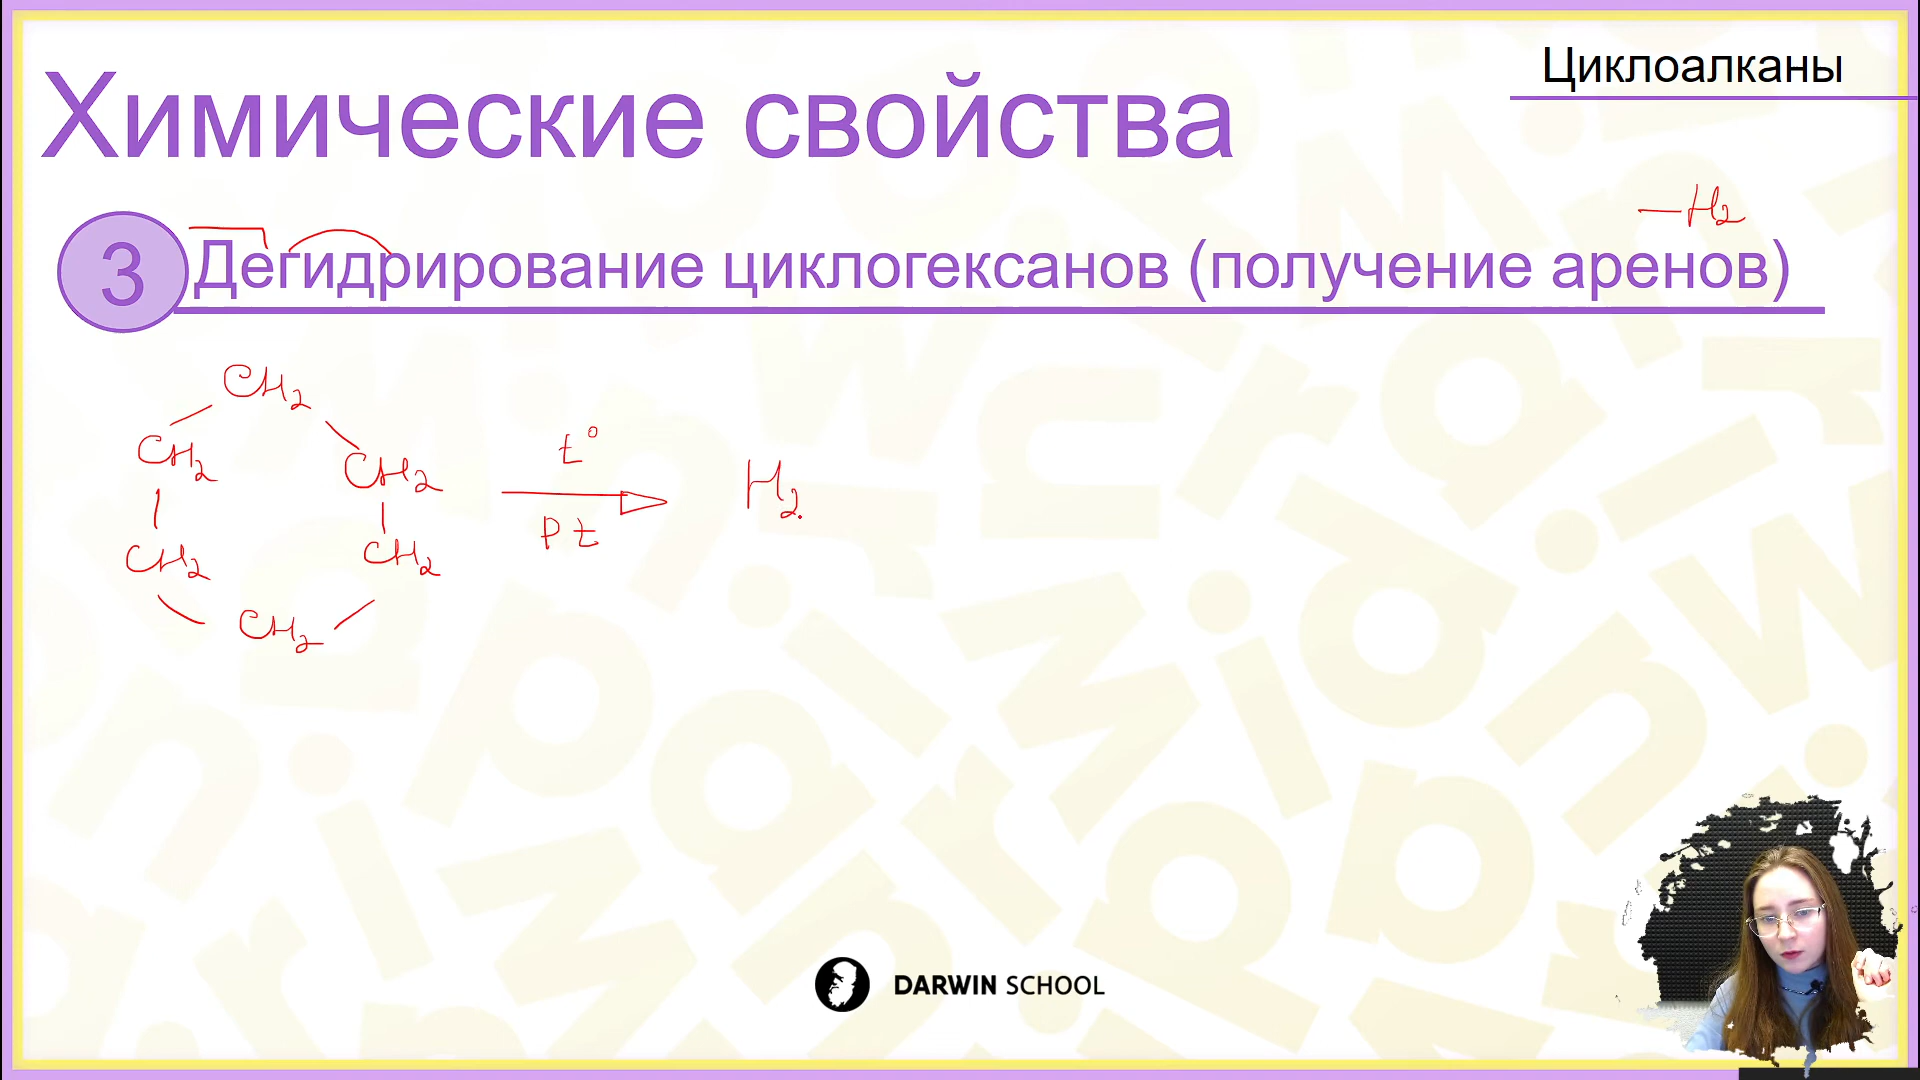 Циклоалканы
Химические свойства
—H2
3 Дегидрирование циклогексанов (получение аренов)
CH2
CH2
CH2
t°
H2
Pt
CH2
CH2
CH2
DARWIN SCHOOL